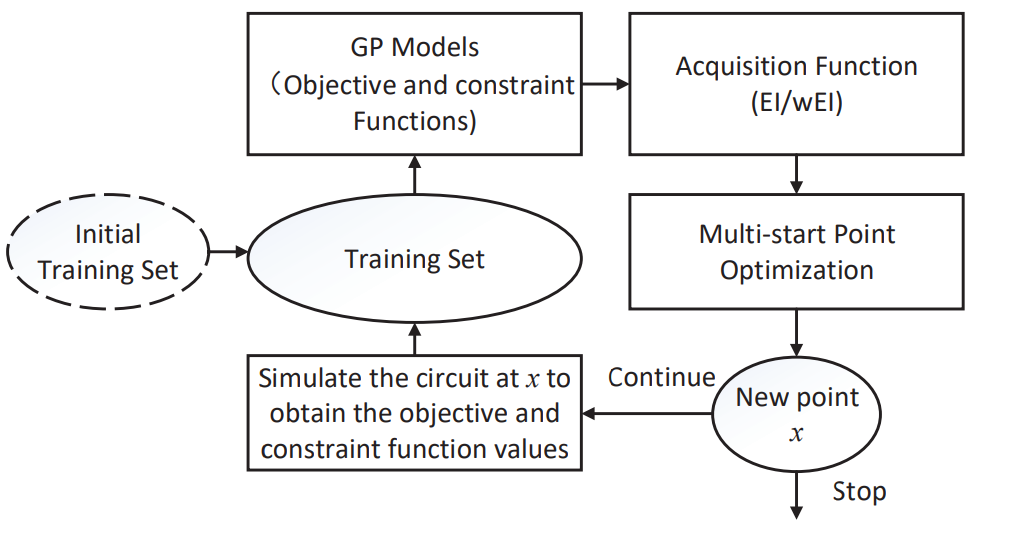 GP Models
（Objective and constraint
Functions)
Acquisition Function
(EI/wEI)
Initial
Training Set
Training Set
Multi-start Point
Optimization
Simulate the circuit at x to
obtain the objective and
constraint function values
Continue
New point
x
Stop